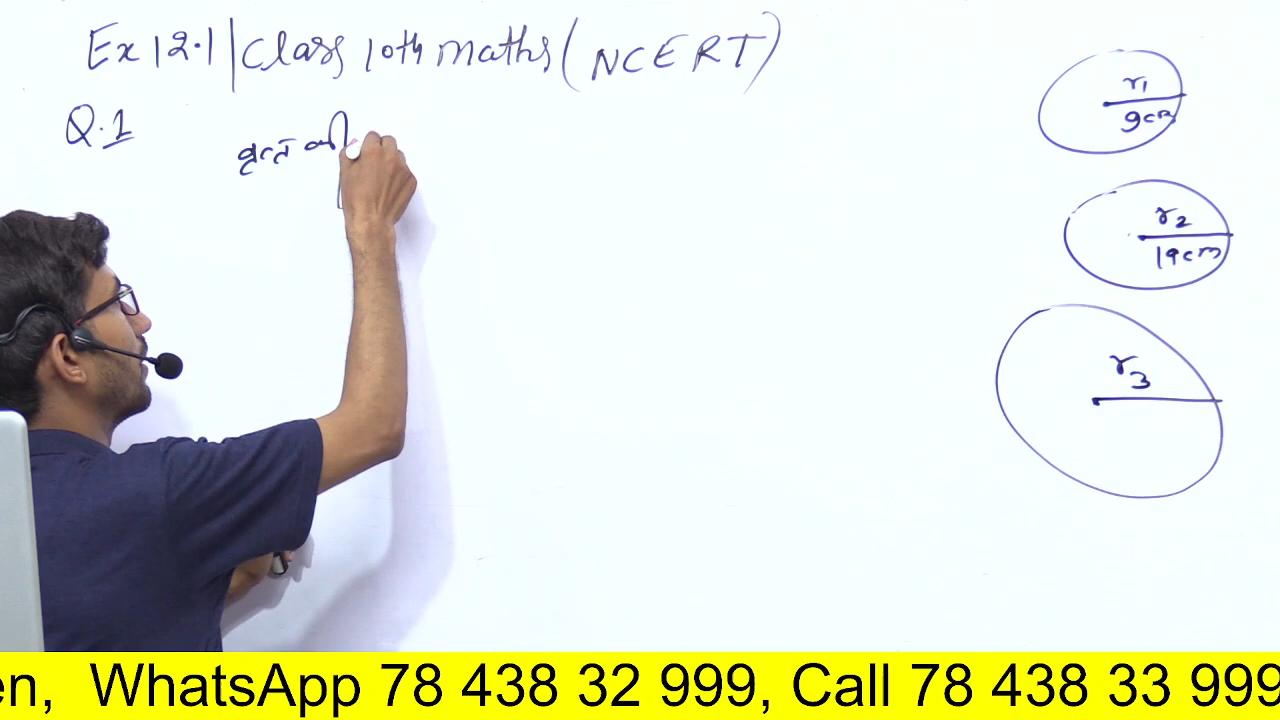 Ex 12.1 | Class 10th maths (NCERT)
Q.1
वृत्त की
r1
9cm
r2
19cm
r3
en, WhatsApp 78 438 32 999, Call 78 438 33 999